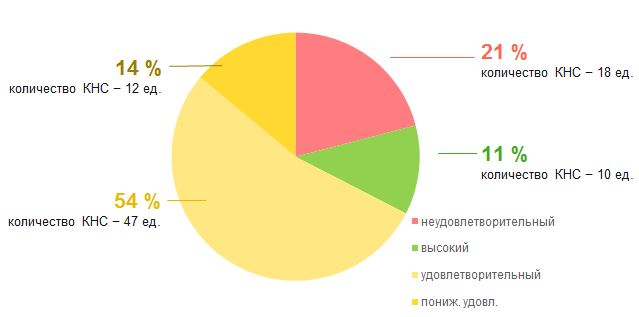 21 %
количество КНС – 18 ед.
14 %
количество КНС – 12 ед.
11 %
количество КНС – 10 ед.
54 %
количество КНС – 47 ед.
неудовлетворительный
высокий
удовлетворительный
пониж. удовл.